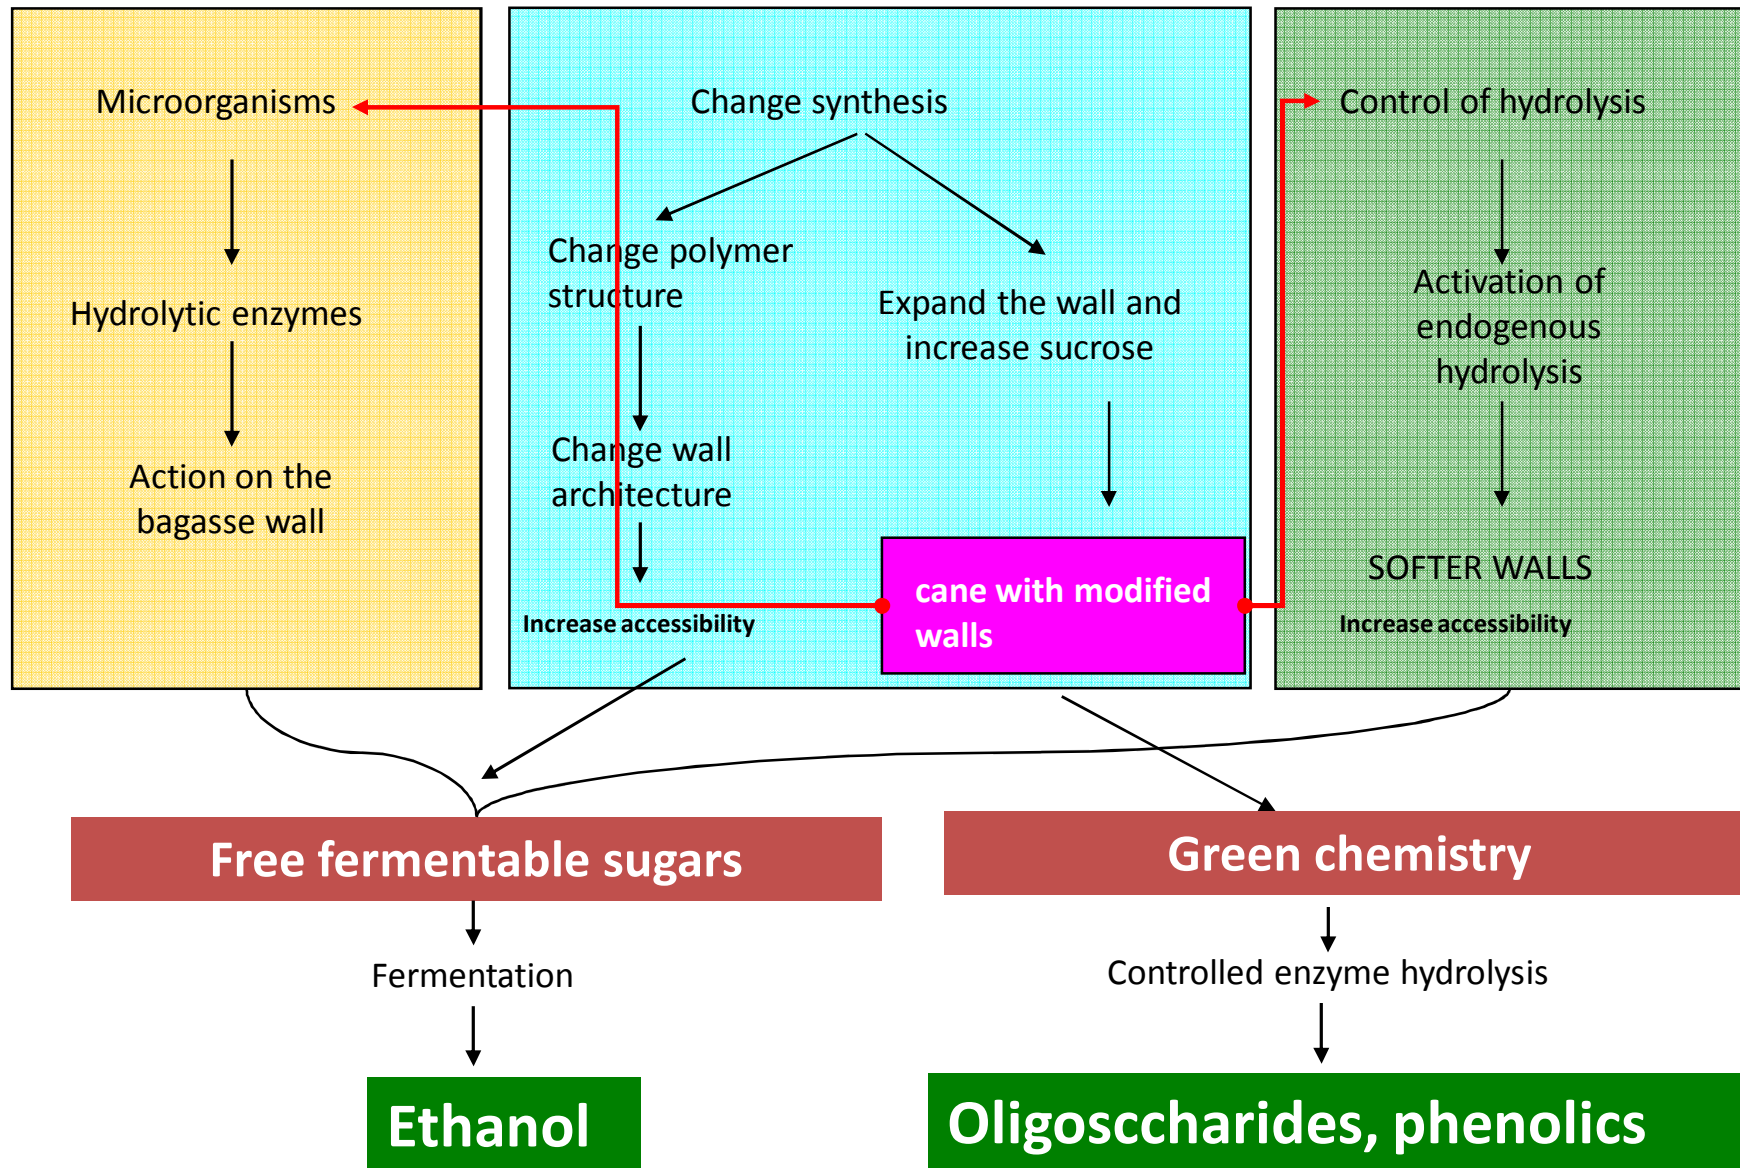 Microorganisms
Hydrolytic enzymes
Action on the
bagasse wall
Change synthesis
Change polymer
structure
Change wall
architecture
Increase accessibility
Expand the wall and
increase sucrose
cane with modified
walls
Control of hydrolysis
Activation of
endogenous
hydrolysis
SOFTER WALLS
Increase accessibility
Free fermentable sugars
Fermentation
Ethanol
Green chemistry
Controlled enzyme hydrolysis
Oligosccharides, phenolics